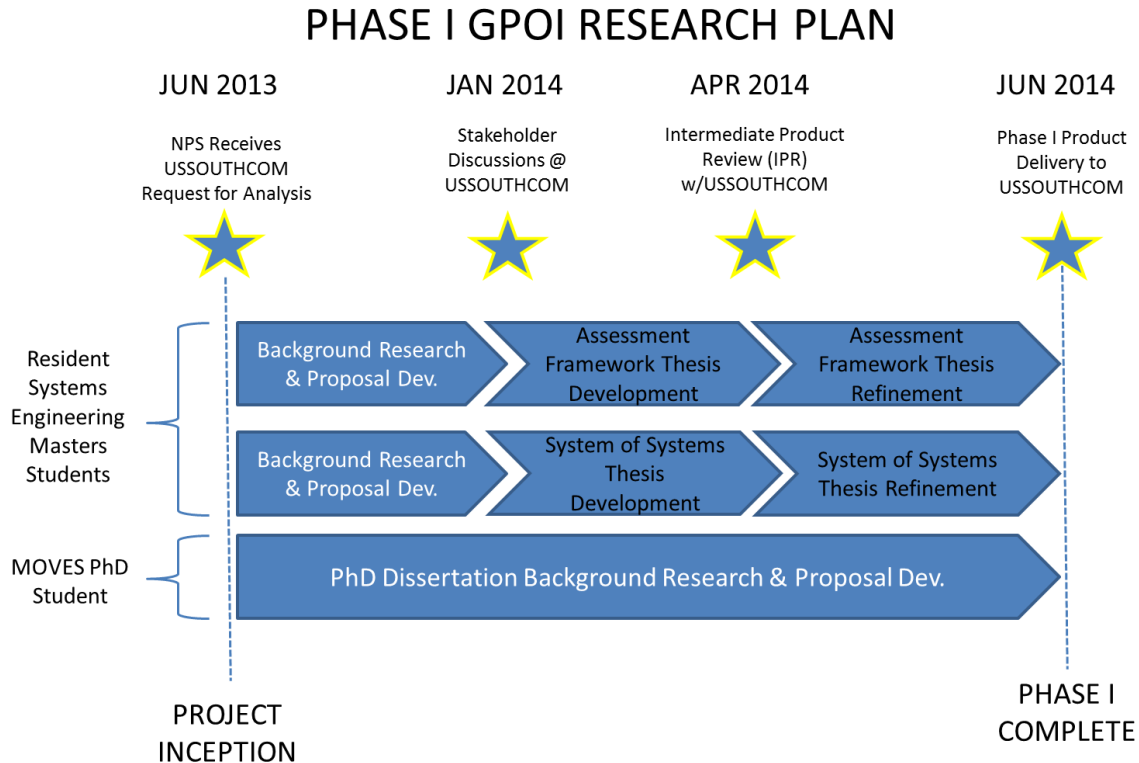 PHASE I GPOI RESEARCH PLAN
JUN 2013
NPS Receives
USSOUTHCOM
Request for Analysis
JAN 2014
Stakeholder
Discussions @
USSOUTHCOM
APR 2014
Intermediate Product
Review (IPR)
w/USSOUTHCOM
JUN 2014
Phase I Product
Delivery to
USSOUTHCOM
Resident
Systems
Engineering
Masters
Students
Background Research
& Proposal Dev.
Assessment
Framework Thesis
Development
Assessment
Framework Thesis
Refinement
Background Research
& Proposal Dev.
System of Systems
Thesis
Development
System of Systems
Thesis Refinement
MOVES PhD
Student
PhD Dissertation Background Research & Proposal Dev.
PROJECT
INCEPTION
PHASE I
COMPLETE